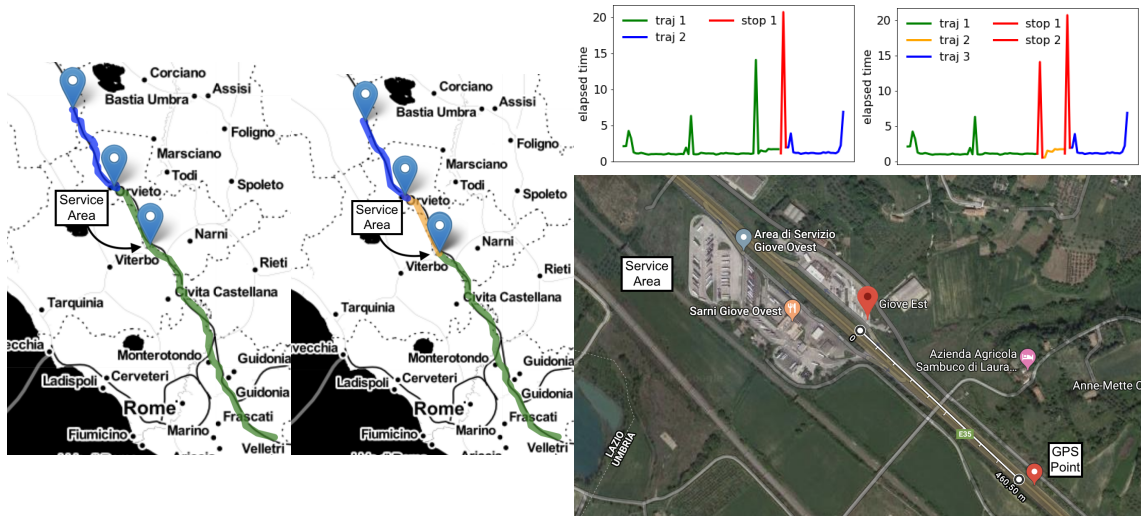 Corciano
Assisi
Bastia Umbra
Foligno
Marsciano
Todi
Spoleto
Orvieto
Service
Area
Narni
Viterbo
Rieti
Civita Castellana
Tarquinia
vecchia
Monterotondo
Guidonia
Cerveteri
Ladispoli
Guidonia
Rome
Frascati
Fiumicino
Marino
Velletri
Corciano
Assisi
Bastia Umbra
Foligno
Marsciano
Todi
Spoleto
Orvieto
Service
Area
Narni
Viterbo
Rieti
Civita Castellana
Tarquinia
vecchia
Monterotondo
Guidonia
Cerveteri
Ladispoli
Guidonia
Rome
Frascati
Fiumicino
Marino
Velletri
elapsed time
20
15
10
5
0
traj 1
stop 1
traj 2
elapsed time
20
15
10
5
0
traj 1
stop 1
traj 2
stop 2
traj 3
Area di Servizio
Giove Ovest
Service
Area
Giove Est
Sarni Giove Ovest
0
Azienda Agricola
Sambuco di Laura...
Anne-Mette C
LAZIO
UMBRIA
E35
GPS
Point
460,50 m